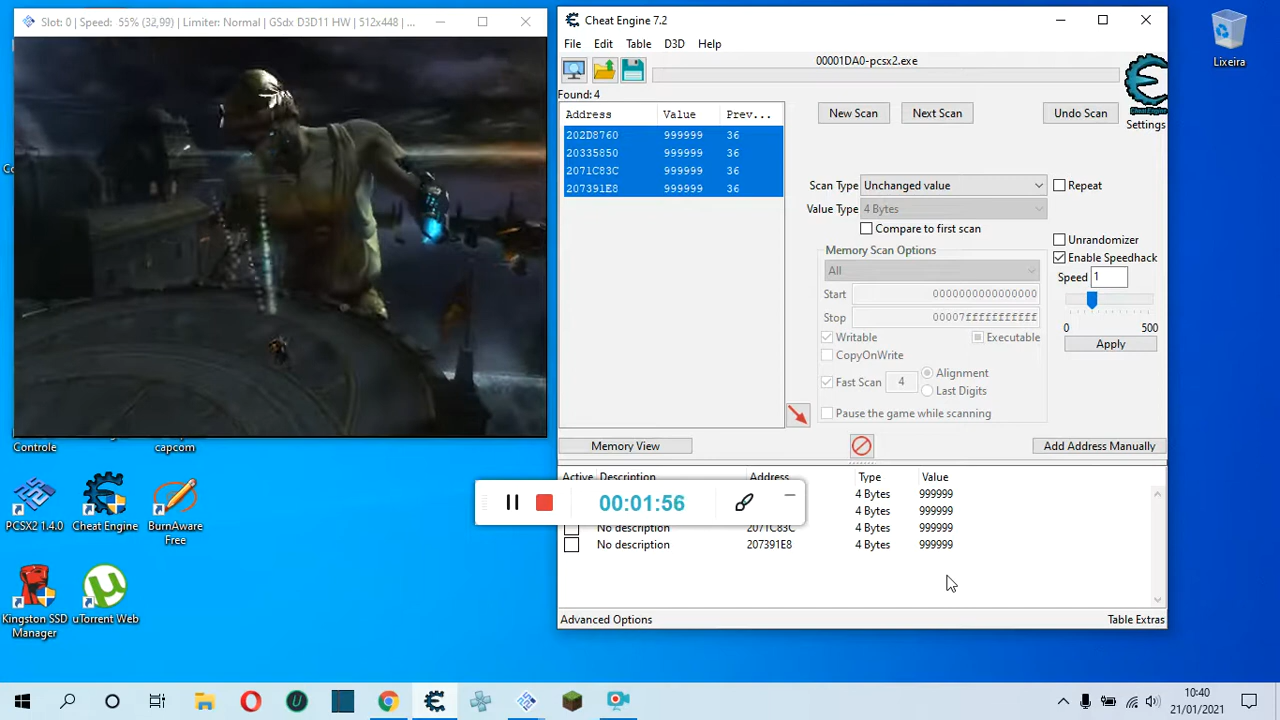 Slot: 0 | Speed: 55% (32,99) | Limiter: Normal | GSdx D3D11 HW | 512x448 | ...
Cheat Engine 7.2
File Edit Table D3D Help
00001DA0-pcsx2.exe
Lixeira
Found: 4
Address Value Prev...
202D8760 999999 36
20335850 999999 36
2071C83C 999999 36
207391E8 999999 36
New Scan Next Scan Undo Scan
Cheat Engine
Settings
Scan Type Unchanged value Repeat
Value Type 4 Bytes
Compare to first scan
Unrandomizer
Enable Speedhack
Speed 1
0 500
Apply
Memory Scan Options
All
Start 0000000000000000
Stop 00007fffffffffff
Writable Executable
CopyOnWrite
Fast Scan 4 Alignment
Last Digits
Pause the game while scanning
Memory View Add Address Manually
Active Description Address Type Value
4 Bytes 999999
4 Bytes 999999
No description 2071C83C 4 Bytes 999999
No description 207391E8 4 Bytes 999999
00:01:56
Advanced Options Table Extras
Controle
capcom
PCSX2 1.4.0 Cheat Engine BurnAware Free
Kingston SSD Manager uTorrent Web
10:40
21/01/2021